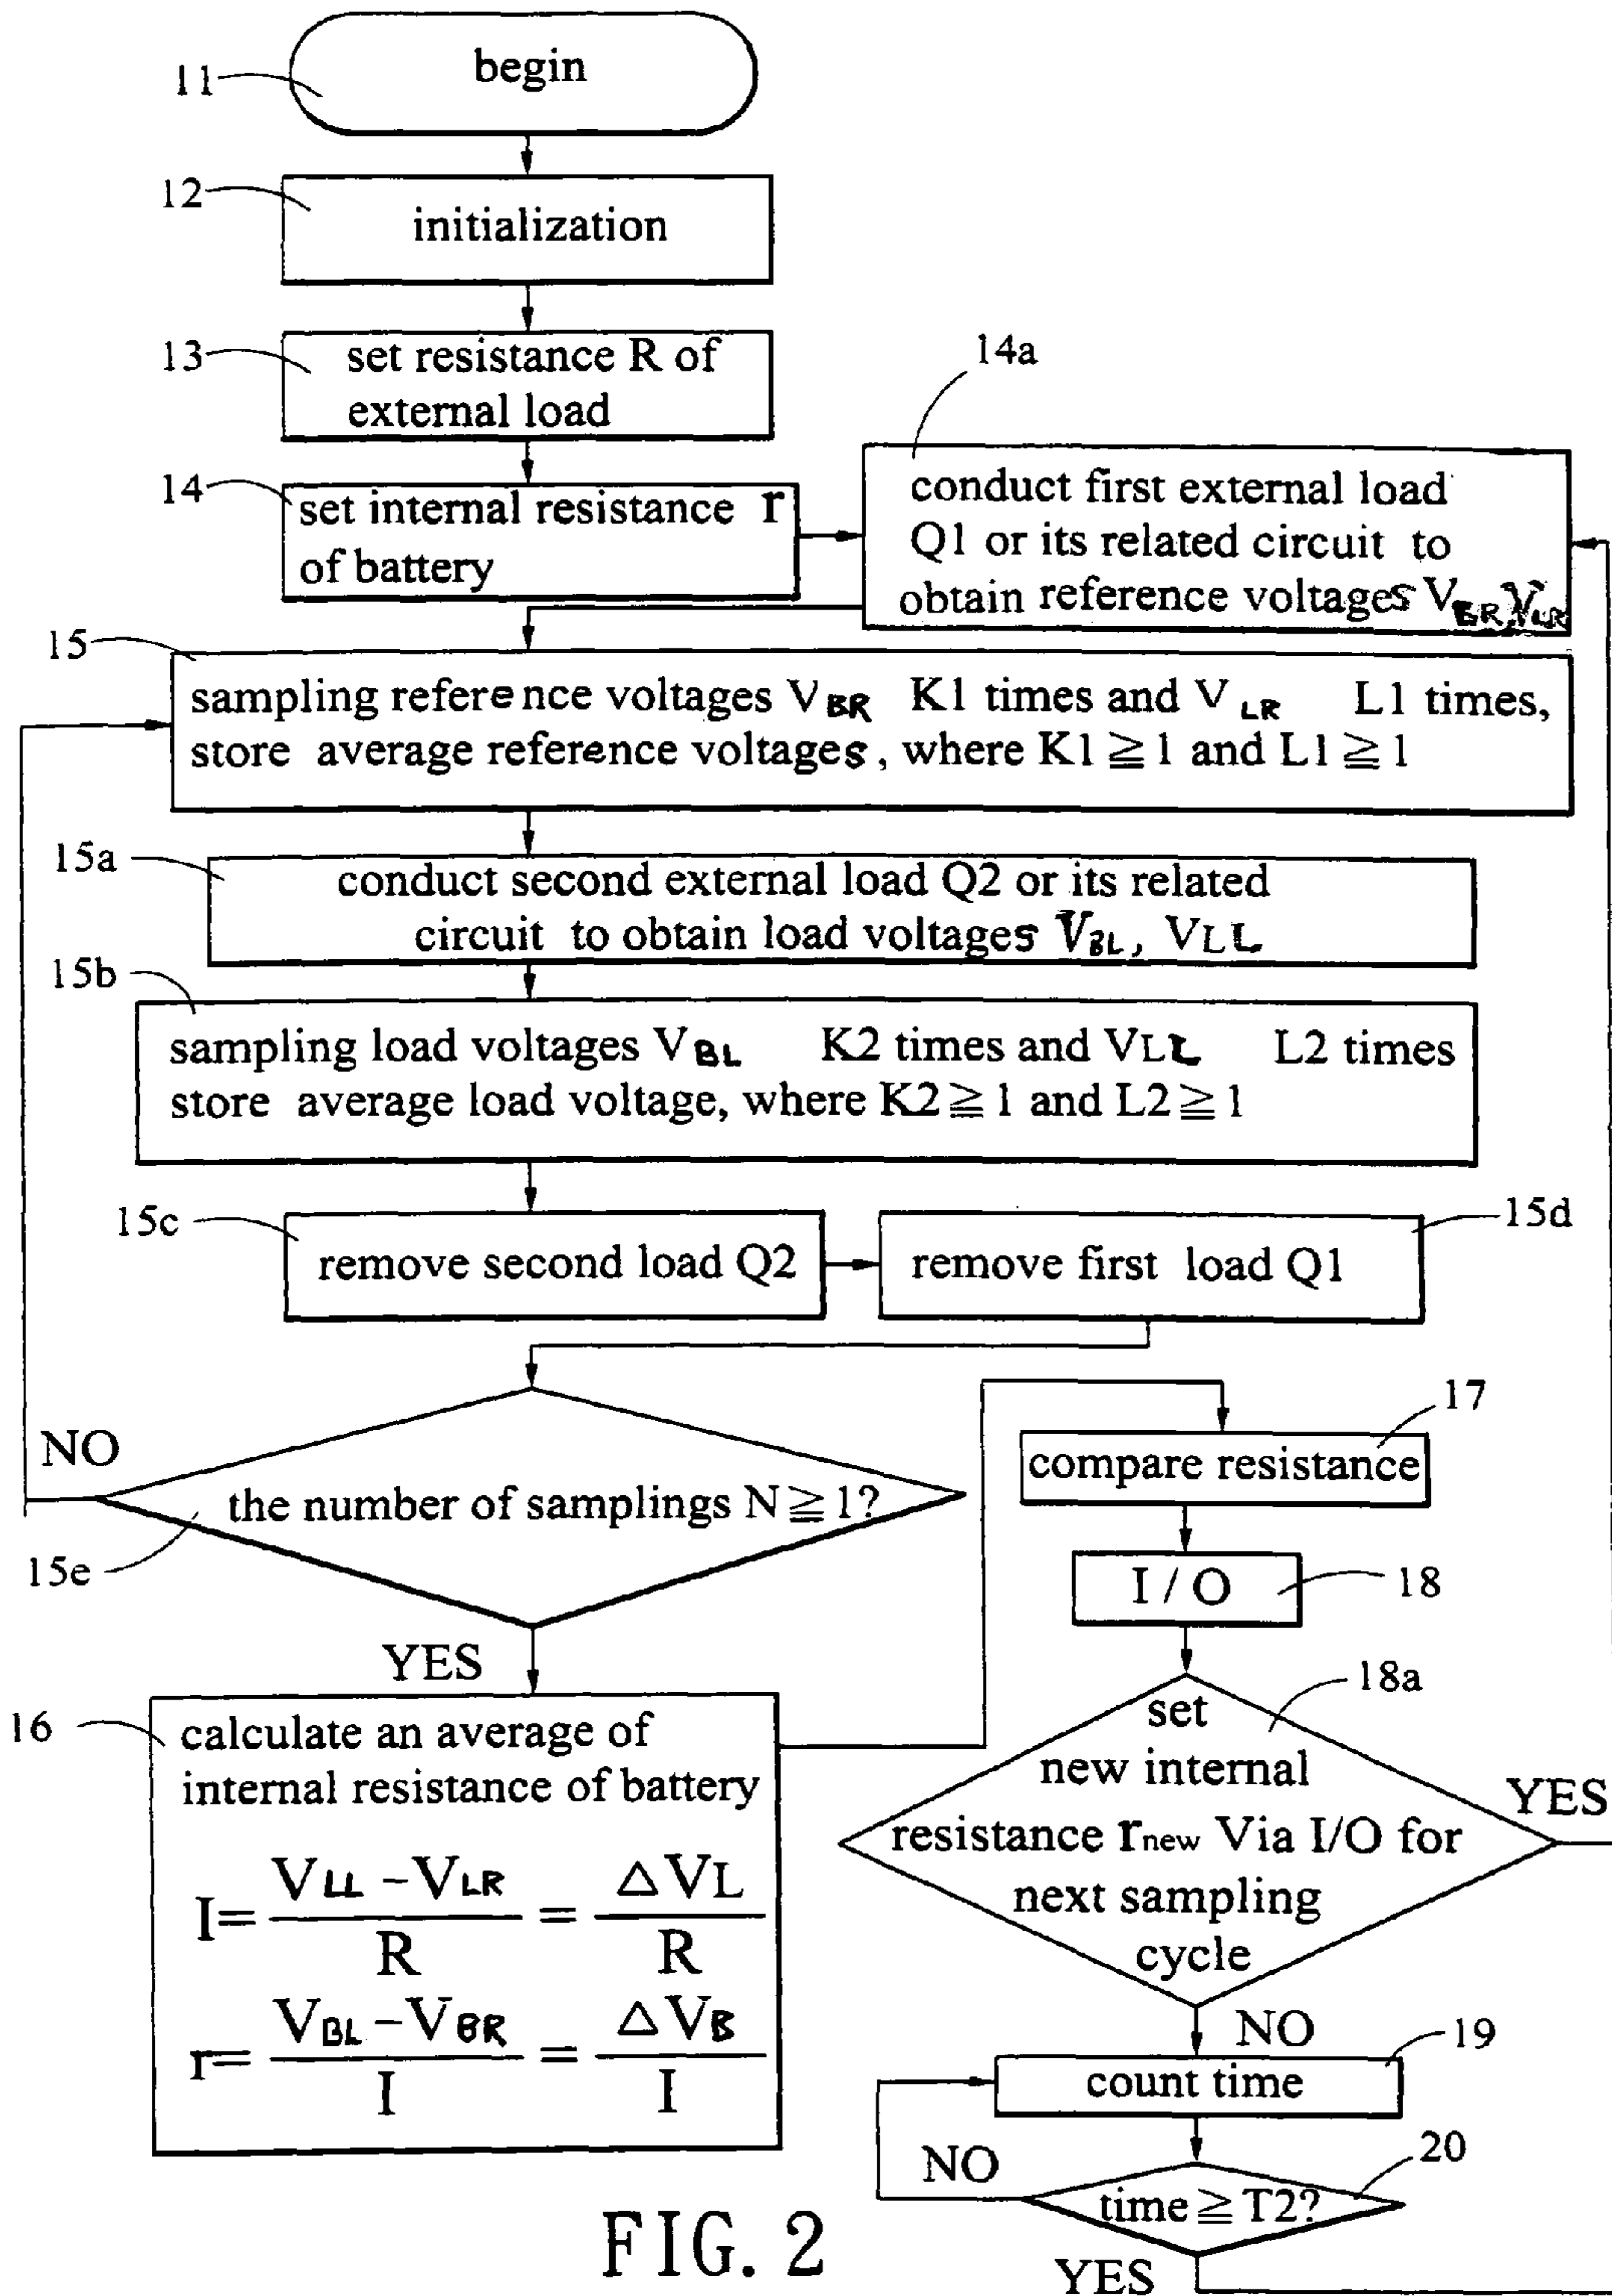 begin
11
12
initialization
13
set resistance R of
external load
14
set internal resistance r
of battery
14a
conduct first external load
Q1 or its related circuit to
obtain reference voltages VBR, VLR
15
sampling reference voltages VBR K1 times and VLR L1 times,
store average reference voltages, where K1 ≧ 1 and L1 ≧ 1
15a
conduct second external load Q2 or its related
circuit to obtain load voltages VBL, VLL
15b
sampling load voltages VBL K2 times and VLL L2 times
store average load voltage, where K2 ≧ 1 and L2 ≧ 1
15c
remove second load Q2
15d
remove first load Q1
NO
the number of samplings N ≧ 1?
15e
YES
16
calculate an average of
internal resistance of battery
I= VLL - VLR / R = △VL / R
r= VBL - VBR / I = △VB / I
17
compare resistance
I / O
18
18a
set
new internal
resistance rnew Via I/O for
next sampling
cycle
YES
NO
19
count time
NO
20
time ≧ T2?
YES
FIG. 2